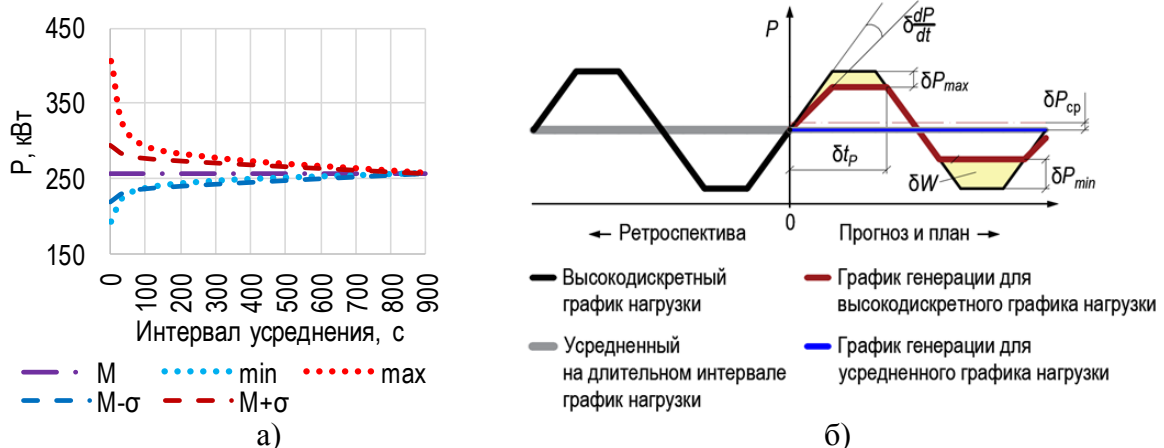 450
350
250
150
P, кВт
0
100
200
300
400
500
600
700
800
900
Интервал усреднения, с
M
min
max
M-σ
M+σ
а)
P
δdP/dt
δPmax
δPср
δtP
δW
δPmin
0
← Ретроспектива
Прогноз и план →
Высокодискретный
график нагрузки
График генерации для
высокодискретного графика нагрузки
Усредненный
на длительном интервале
график нагрузки
График генерации для
усредненного графика нагрузки
б)